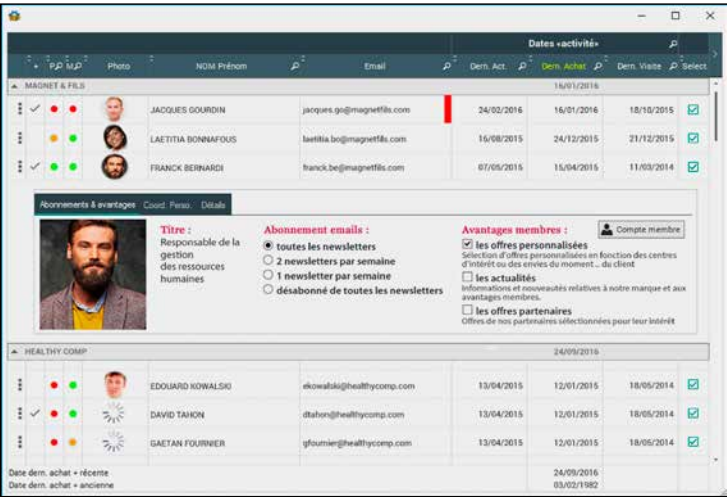 Dates «activité»
+ P.O M.P Photo NOM Prénom Email Dern. Act. Dern. Achat Dern. Visite Select.
MAGNET & FILS 16/01/2016
JACQUES GOURDIN jacques.go@magnetfils.com 24/02/2016 16/01/2016 18/10/2015
LAETITIA BONNAFOUS laetitia.bo@magnetfils.com 16/08/2015 24/12/2015 21/12/2015
FRANCK BERNARDI franck.be@magnetfils.com 07/05/2015 15/04/2015 11/03/2014
Abonnements & avantages Coord. Perso. Détails
Titre :
Responsable de la
gestion
des ressources
humaines
Abonnement emails :
toutes les newsletters
2 newsletters par semaine
1 newsletter par semaine
désabonné de toutes les newsletters
Avantages membres :
Compte membre
les offres personnalisées
Sélection d'offres personalisées en fonction des centres
d'intérêt ou des envies du moment... du client
les actualités
Informations et nouveautés relatives à notre marque et aux
avantages membres.
les offres partenaires
Offres de nos partenaires sélectionnées pour leur intérêt
HEALTHY COMP 24/09/2016
EDOUARD KOWALSKI ekowalski@healthycomp.com 13/04/2015 12/01/2015 18/05/2014
DAVID TAHON dtahon@healthycomp.com 13/04/2015 12/01/2015 18/05/2014
GAETAN FOURNIER gfournier@healthycomp.com 13/04/2015 12/01/2015 18/05/2014
Date dern. achat + récente 24/09/2016
Date dern. achat + ancienne 03/02/1982